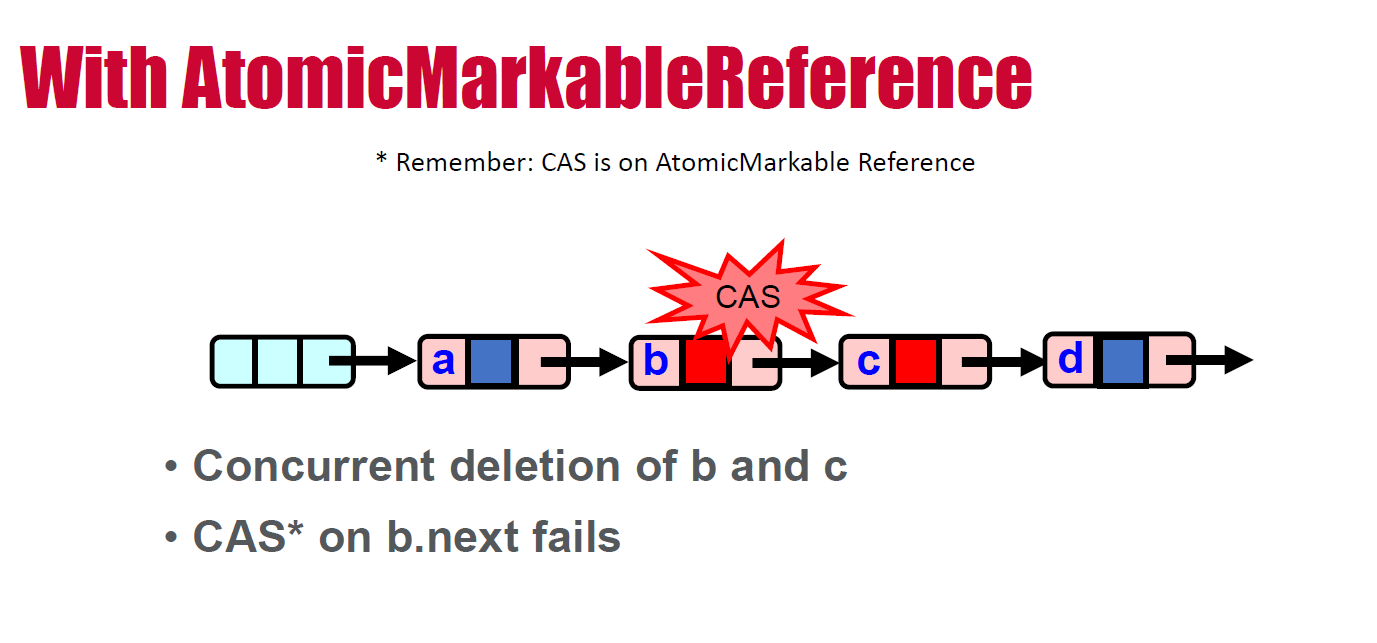 With AtomicMarkableReference
* Remember: CAS is on AtomicMarkable Reference
CAS
a b c d
• Concurrent deletion of b and c
• CAS* on b.next fails